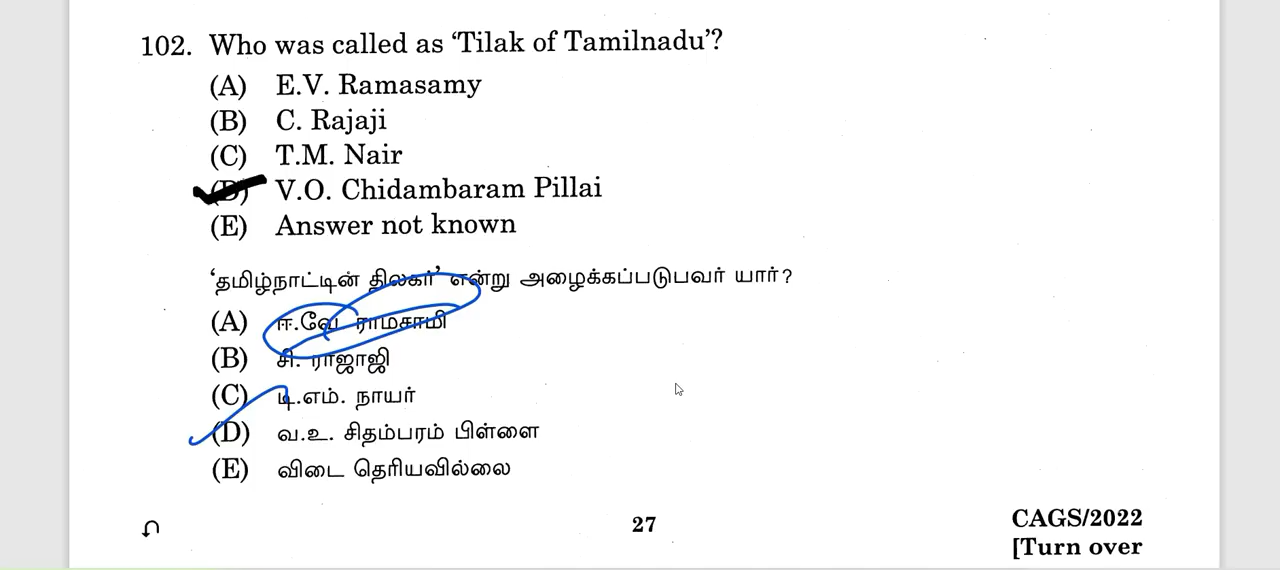 102. Who was called as ‘Tilak of Tamilnadu’?
(A) E.V. Ramasamy
(B) C. Rajaji
(C) T.M. Nair
(D) V.O. Chidambaram Pillai
(E) Answer not known
‘தமிழ்நாட்டின் திலகர்’ என்று அழைக்கப்படுபவர் யார்?
(A) ஈ.வே ராமசாமி
(B) சி. ராஜாஜி
(C) டி.எம். நாயர்
(D) வ.உ. சிதம்பரம் பிள்ளை
(E) விடை தெரியவில்லை
27
CAGS/2022
[Turn over